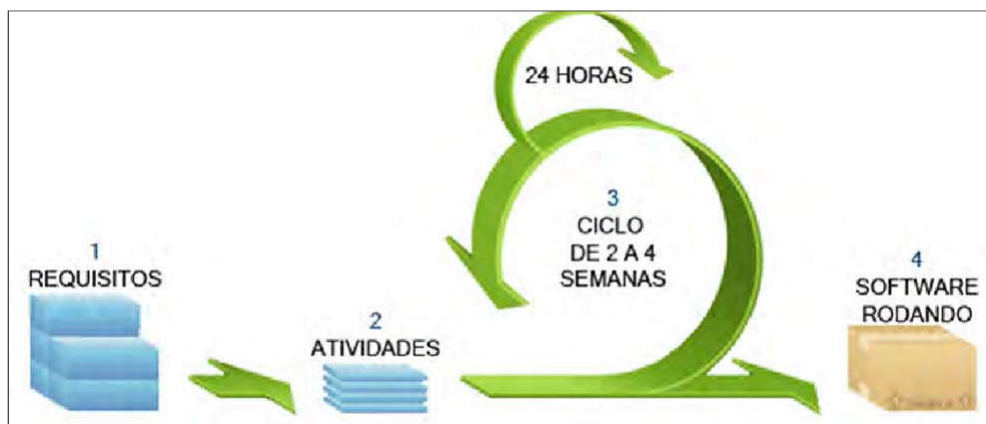 24 HORAS
1
REQUISITOS
2
ATIVIDADES
3
CICLO
DE 2 A 4
SEMANAS
4
SOFTWARE
RODANDO